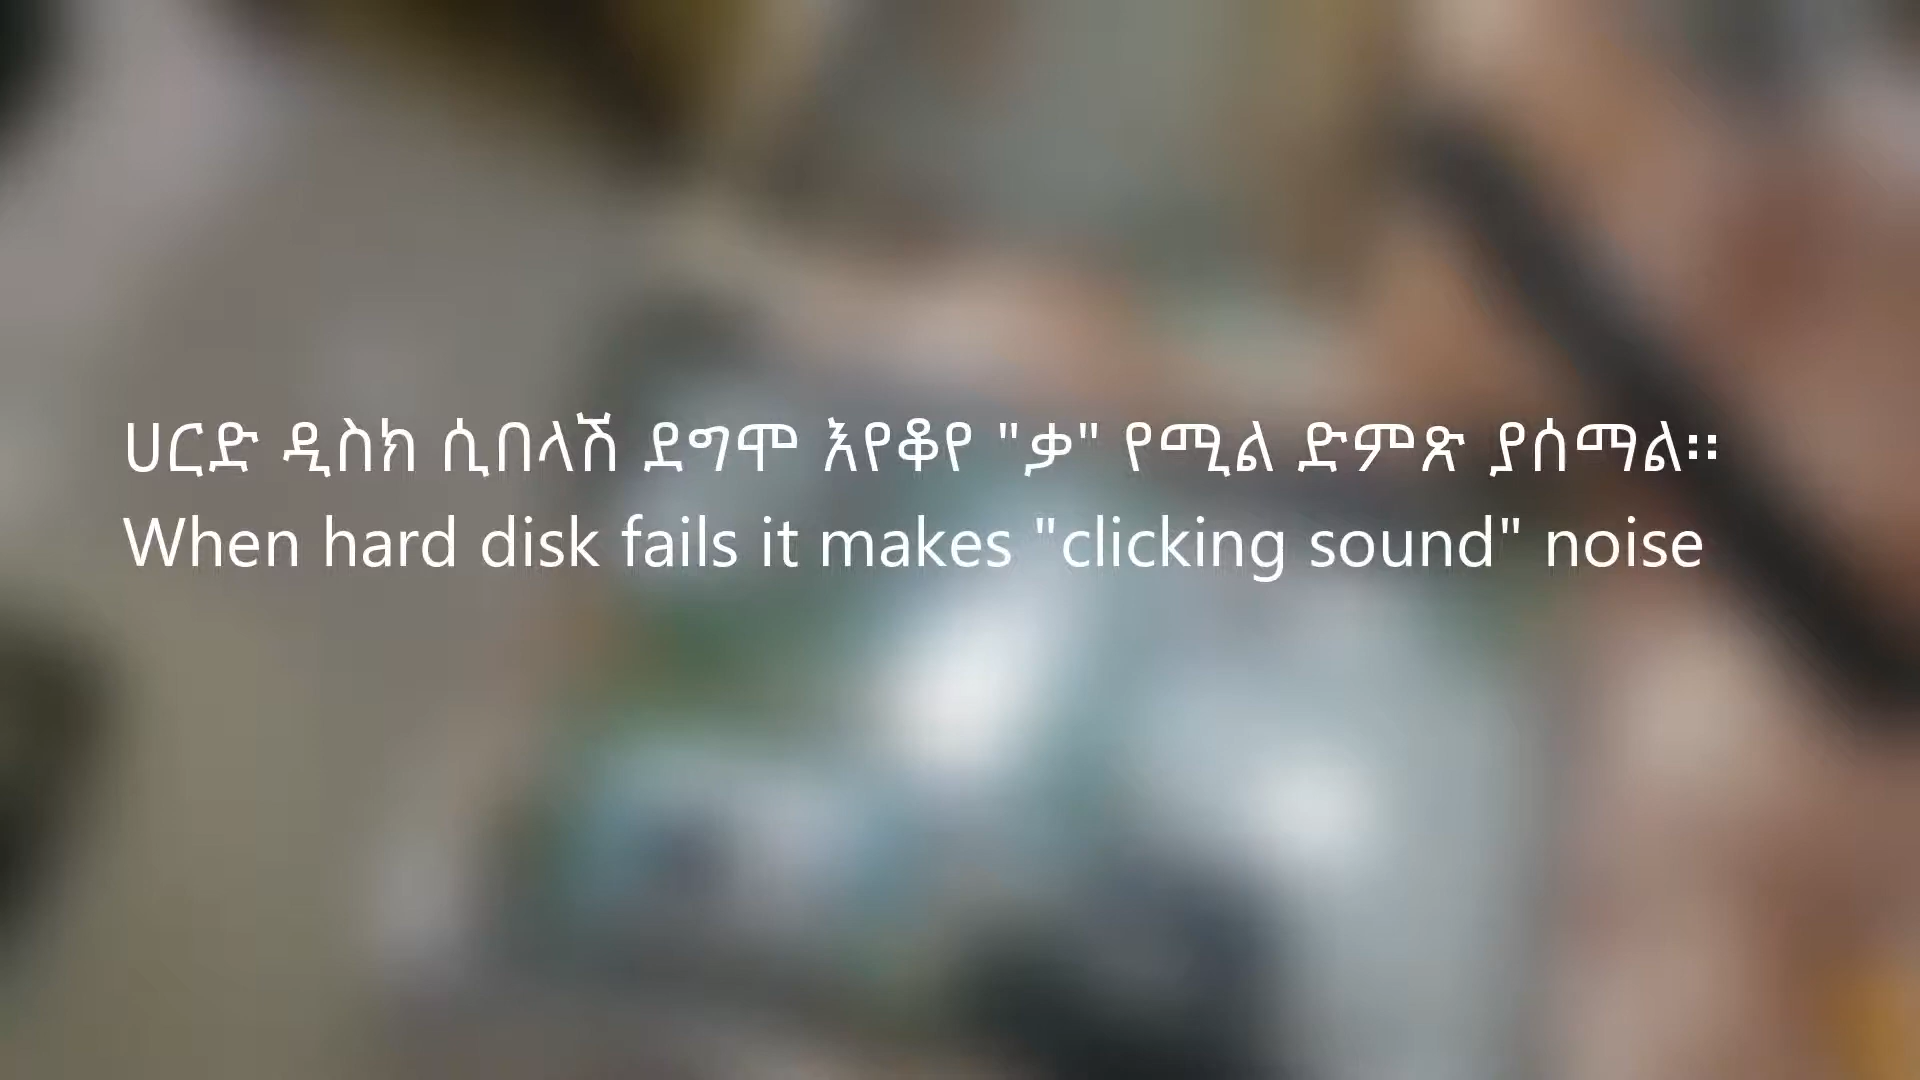 ሀርድ ዲስክ ሲበላሽ ደግሞ እየቆየ "ቃ" የሚል ድምጽ ያሰማል።
When hard disk fails it makes "clicking sound" noise